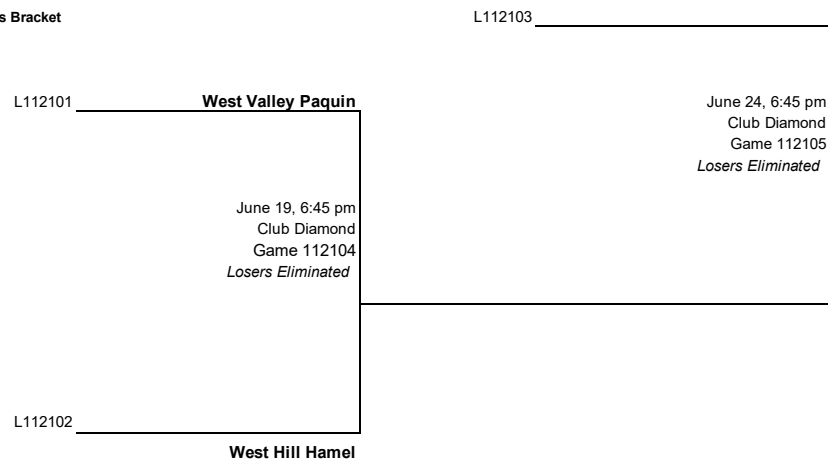 s Bracket
L112103
L112101 West Valley Paquin
June 24, 6:45 pm
Club Diamond
Game 112105
Losers Eliminated
June 19, 6:45 pm
Club Diamond
Game 112104
Losers Eliminated
L112102
West Hill Hamel